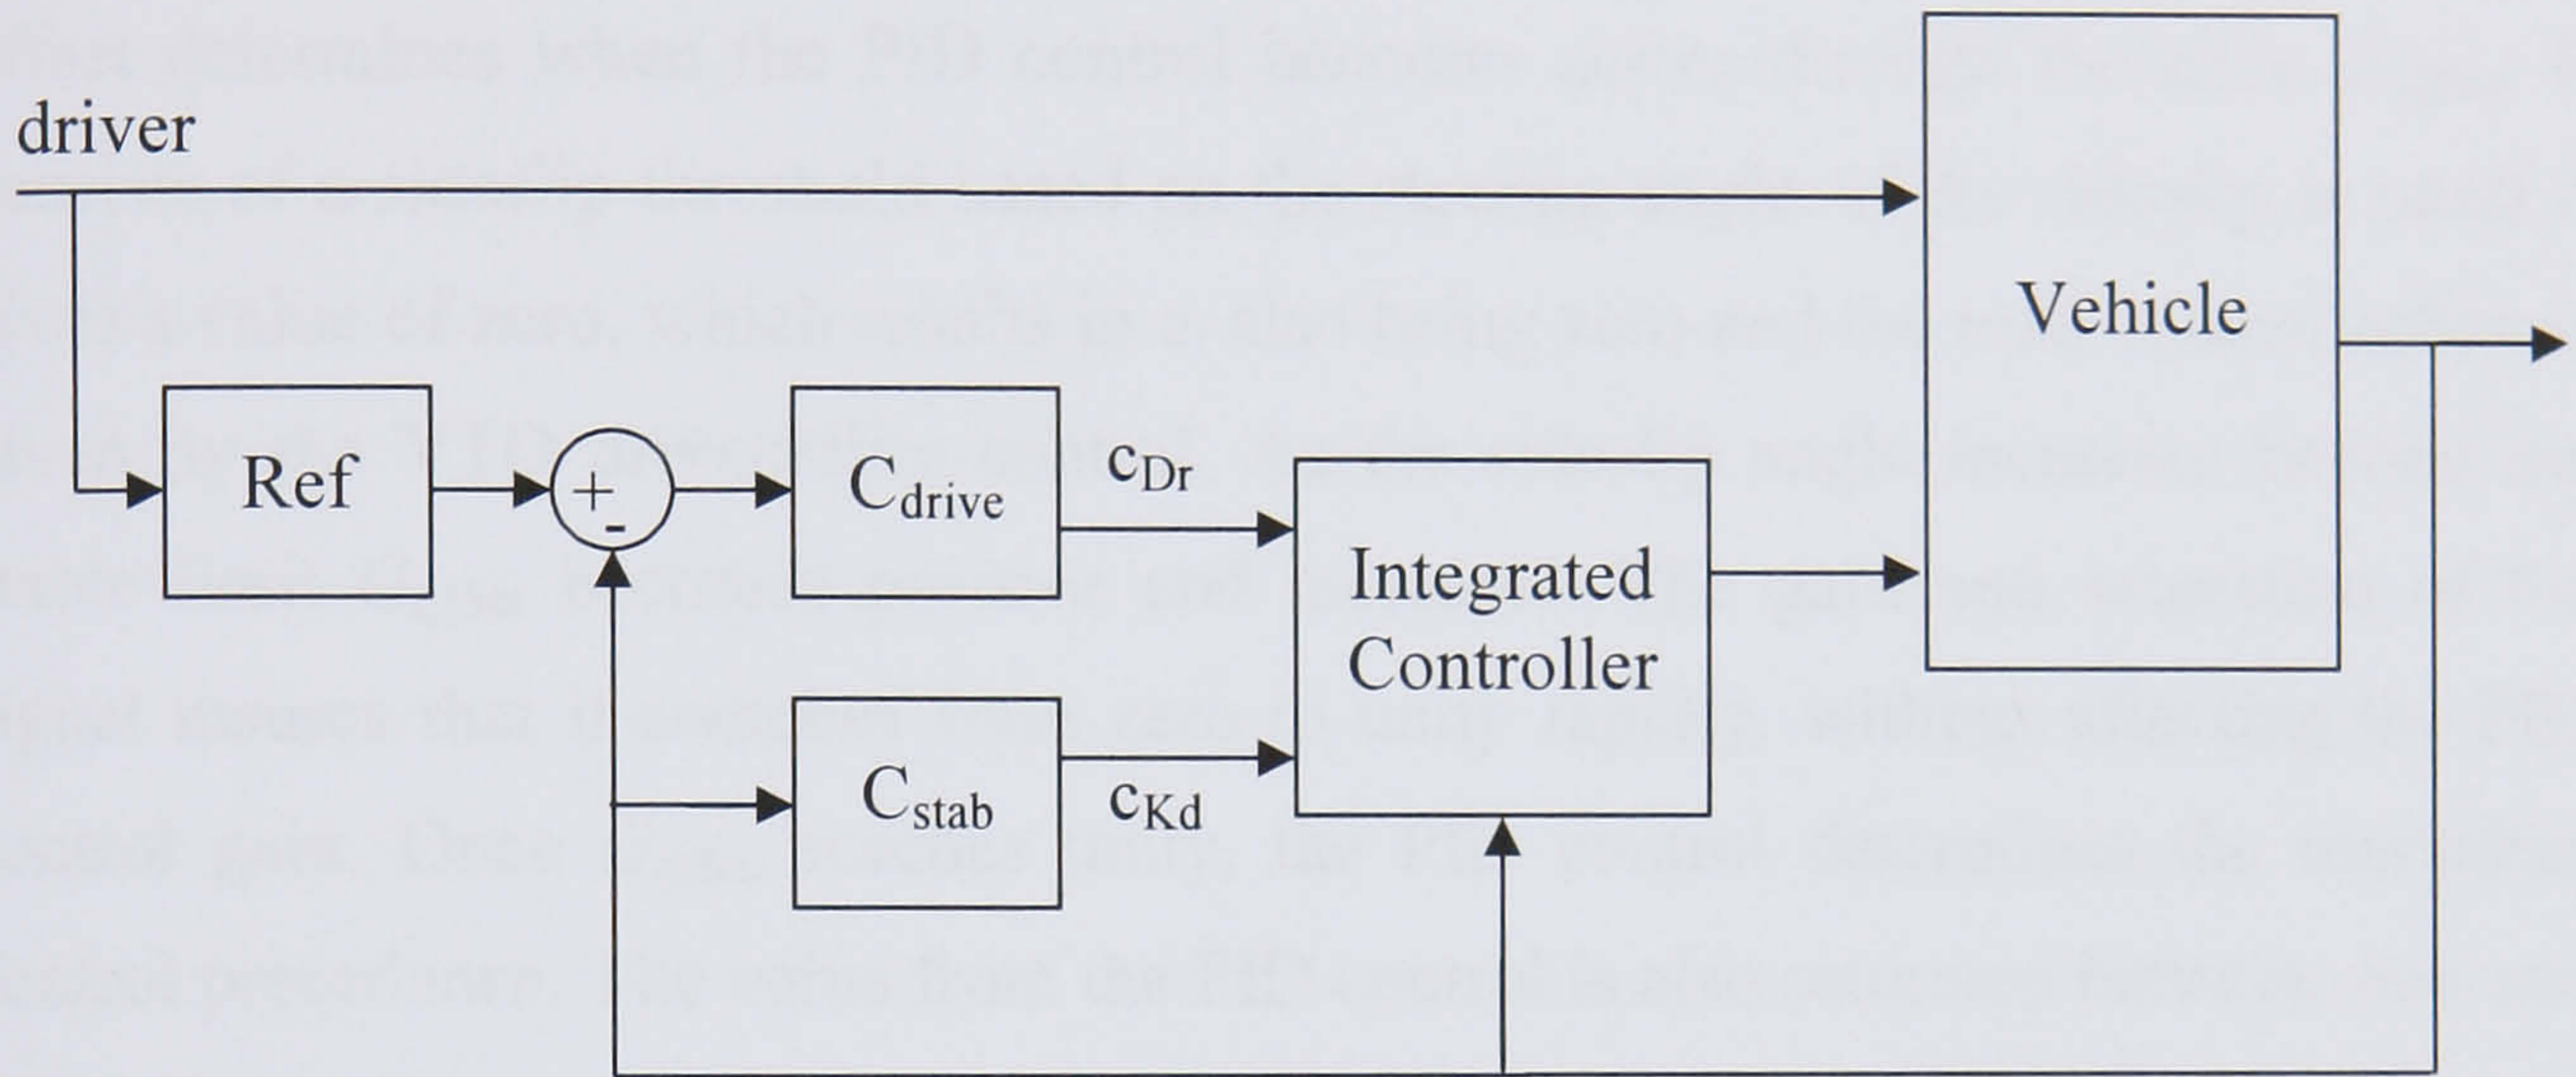 driver
Vehicle
Ref
+
-
Cdrive
cDr
Integrated
Controller
Cstab
cKd